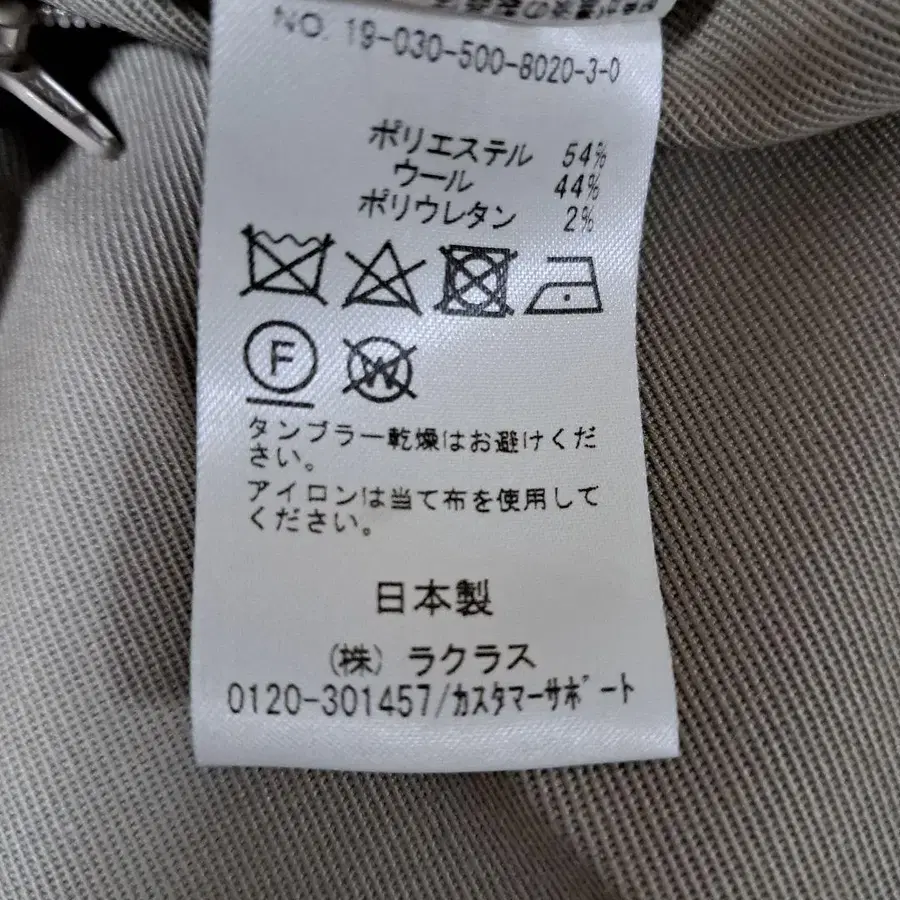 NO. 19-030-500-8020-3-0
ポリエステル 54%
ウール 44%
ポリウレタン 2%
F
W
タンブラー乾燥はお避けくだ
さい。
アイロンは当て布を使用して
ください。
日本製
(株) ラクラス
0120-301457/カスタマーサポート